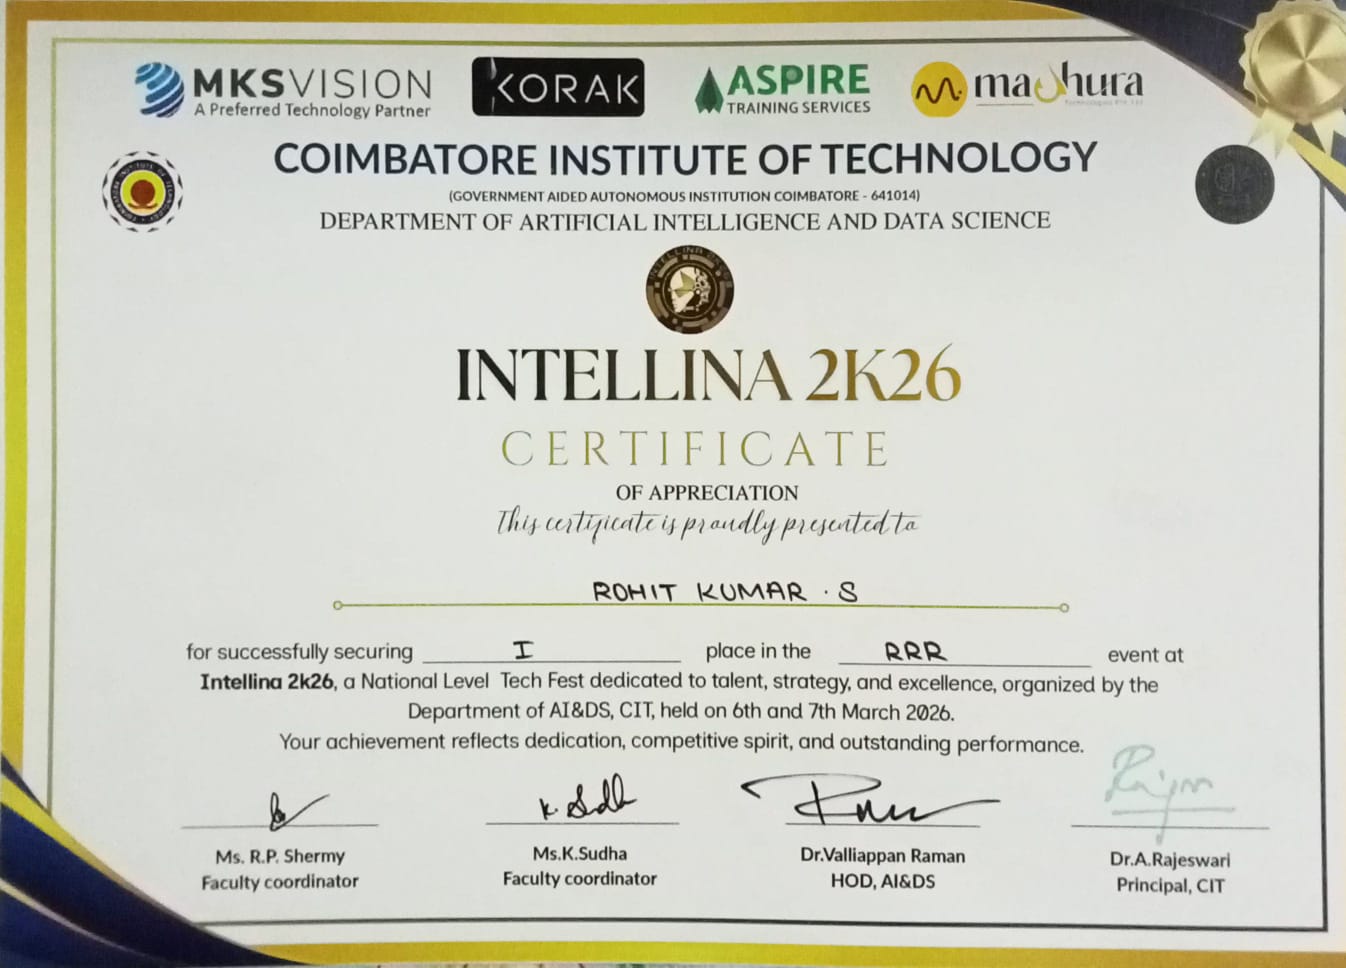 MKSVISION
A Preferred Technology Partner
KORAK
ASPIRE
TRAINING SERVICES
madhura
Technologies Pvt. Ltd
COIMBATORE INSTITUTE OF TECHNOLOGY
(GOVERNMENT AIDED AUTONOMOUS INSTITUTION COIMBATORE - 641014)
DEPARTMENT OF ARTIFICIAL INTELLIGENCE AND DATA SCIENCE
INTELLINA 2K26
CERTIFICATE
OF APPRECIATION
This certificate is proudly presented to
ROHIT KUMAR . S
for successfully securing I place in the RRR event at
Intellina 2k26, a National Level Tech Fest dedicated to talent, strategy, and excellence, organized by the
Department of AI&DS, CIT, held on 6th and 7th March 2026.
Your achievement reflects dedication, competitive spirit, and outstanding performance.
K. Sudha
Ms. R.P. Shermy
Faculty coordinator
Ms.K.Sudha
Faculty coordinator
Dr.Valliappan Raman
HOD, AI&DS
Dr.A.Rajeswari
Principal, CIT